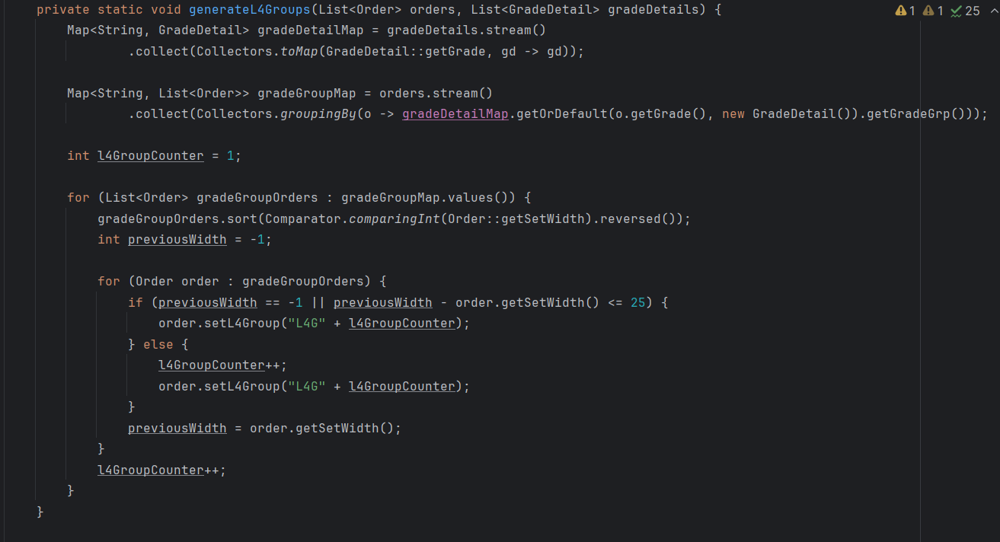 private static void generateL4Groups(List<Order> orders, List<GradeDetail> gradeDetails) {
1 1 25
Map<String, GradeDetail> gradeDetailMap = gradeDetails.stream()
.collect(Collectors.toMap(GradeDetail::getGrade, gd -> gd));
Map<String, List<Order>> gradeGroupMap = orders.stream()
.collect(Collectors.groupingBy(o -> gradeDetailMap.getOrDefault(o.getGrade(), new GradeDetail()).getGradeGrp()));
int l4GroupCounter = 1;
for (List<Order> gradeGroupOrders : gradeGroupMap.values()) {
gradeGroupOrders.sort(Comparator.comparingInt(Order::getSetWidth).reversed());
int previousWidth = -1;
for (Order order : gradeGroupOrders) {
if (previousWidth == -1 || previousWidth - order.getSetWidth() <= 25) {
order.setL4Group("L4G" + l4GroupCounter);
} else {
l4GroupCounter++;
order.setL4Group("L4G" + l4GroupCounter);
}
previousWidth = order.getSetWidth();
}
l4GroupCounter++;
}
}